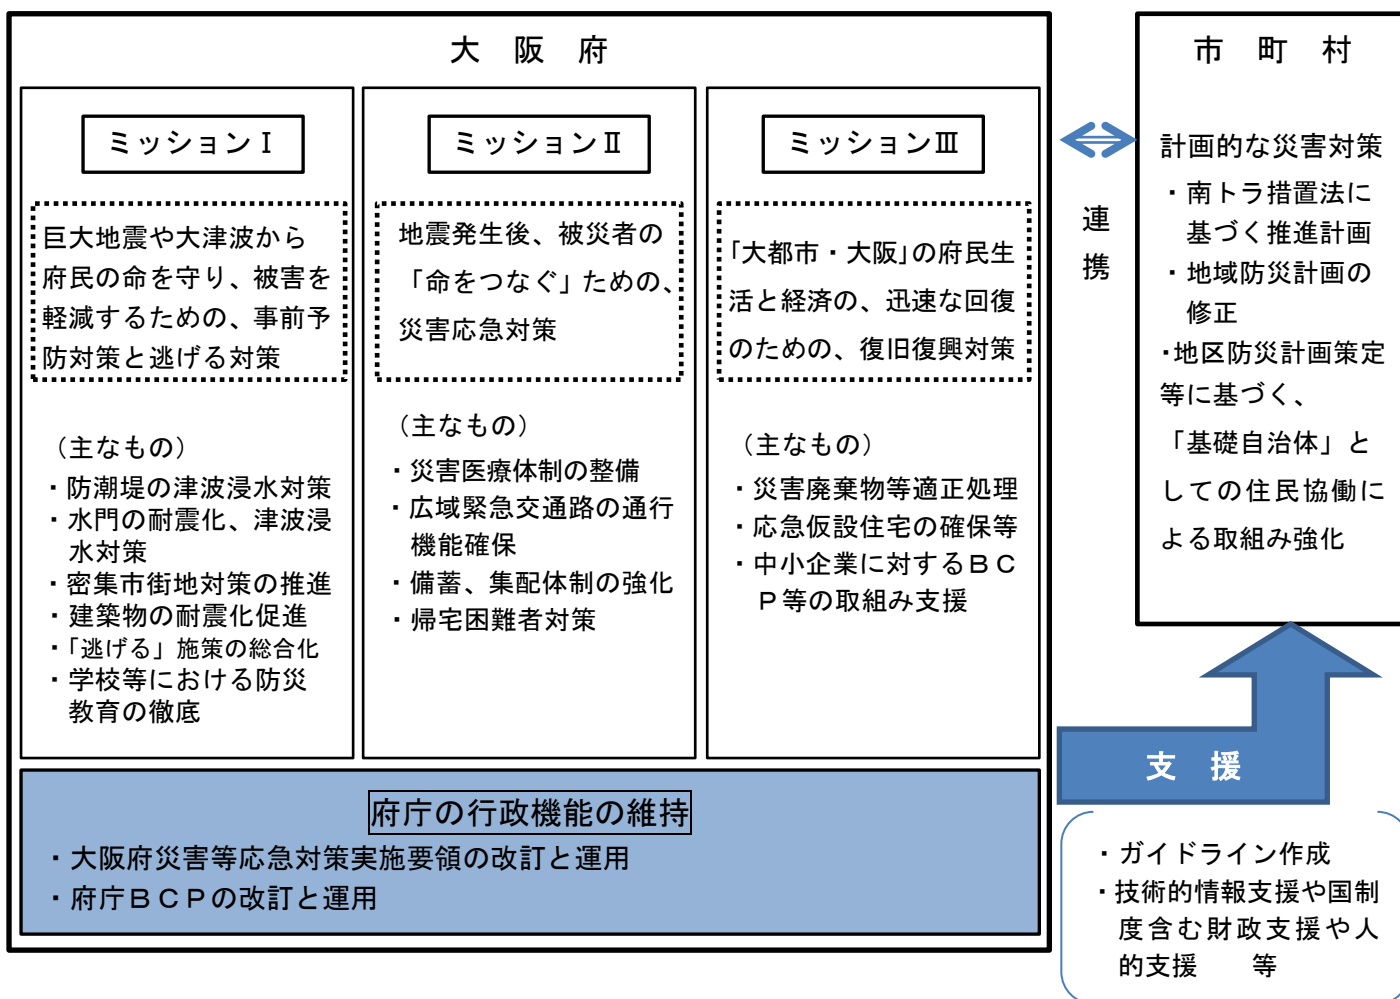 大　阪　府
ミッションⅠ
巨大地震や大津波から
府民の命を守り、被害を
軽減するための、事前予
防対策と逃げる対策
（主なもの）
・防潮堤の津波浸水対策
・水門の耐震化、津波浸
水対策
・密集市街地対策の推進
・建築物の耐震化促進
・「逃げる」施策の総合化
・学校等における防災
教育の徹底
ミッションⅡ
地震発生後、被災者の
「命をつなぐ」ための、
災害応急対策
（主なもの）
・災害医療体制の整備
・広域緊急交通路の通行
機能確保
・備蓄、集配体制の強化
・帰宅困難者対策
ミッションⅢ
「大都市・大阪」の府民生
活と経済の、迅速な回復
のための、復旧復興対策
（主なもの）
・災害廃棄物等適正処理
・応急仮設住宅の確保等
・中小企業に対するＢＣ
Ｐ等の取組み支援
府庁の行政機能の維持
・大阪府災害等応急対策実施要領の改訂と運用
・府庁ＢＣＰの改訂と運用
連
携
市　町　村
計画的な災害対策
・南トラ措置法に
基づく推進計画
・地域防災計画の
修正
・地区防災計画策定
等に基づく、
「基礎自治体」と
しての住民協働に
よる取組み強化
支　援
・ガイドライン作成
・技術的情報支援や国制
度含む財政支援や人
的支援　　等